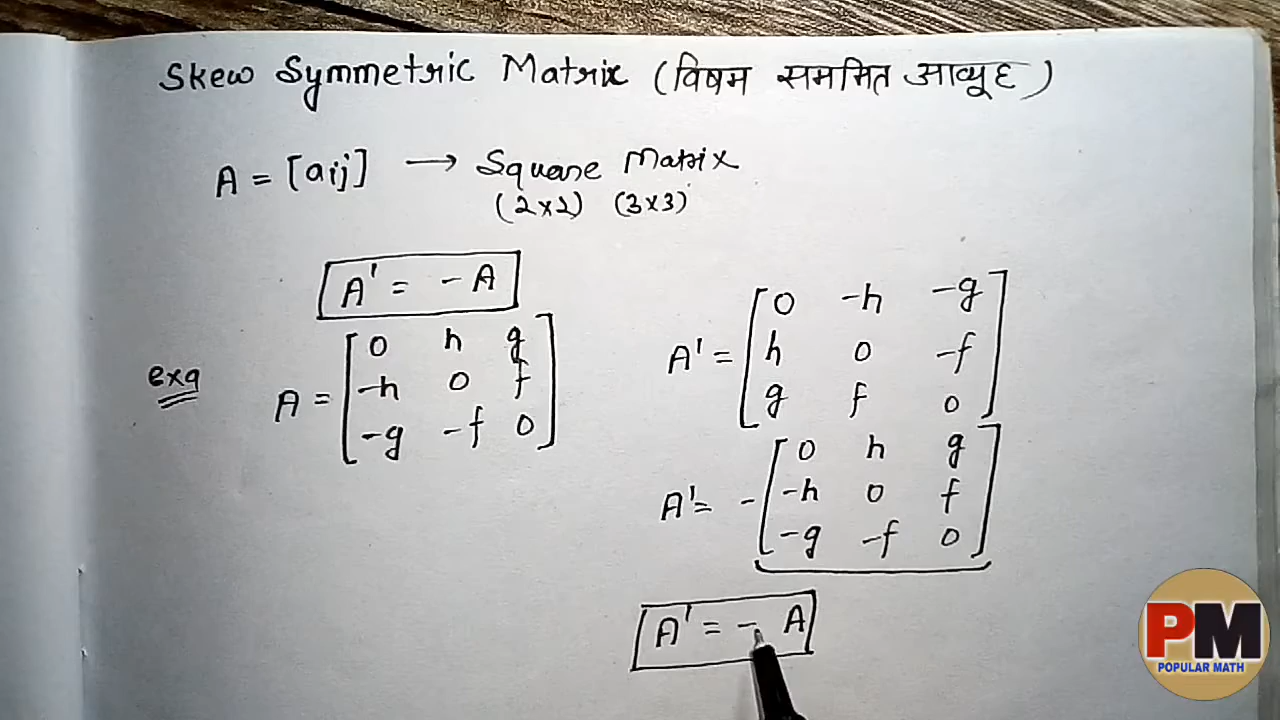 Skew Symmetric Matrix (विषम सममित आव्यूह)
A = [aij] → Square Matrix
(2×2) (3×3)
A' = - A
exa
A = [0 h g
-h 0 f
-g -f 0]
A' = [0 -h -g
h 0 -f
g f 0]
A' = - [0 h g
-h 0 f
-g -f 0]
A' = - A
PM
POPULAR MATH